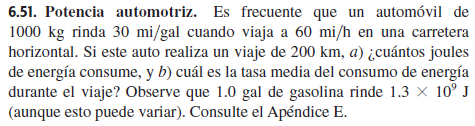 6.51. Potencia automotriz. Es frecuente que un automóvil de
1000 kg rinda 30 mi/gal cuando viaja a 60 mi/h en una carretera
horizontal. Si este auto realiza un viaje de 200 km, a) ¿cuántos joules
de energía consume, y b) cuál es la tasa media del consumo de energía
durante el viaje? Observe que 1.0 gal de gasolina rinde 1.3 × 10⁹ J
(aunque esto puede variar). Consulte el Apéndice E.